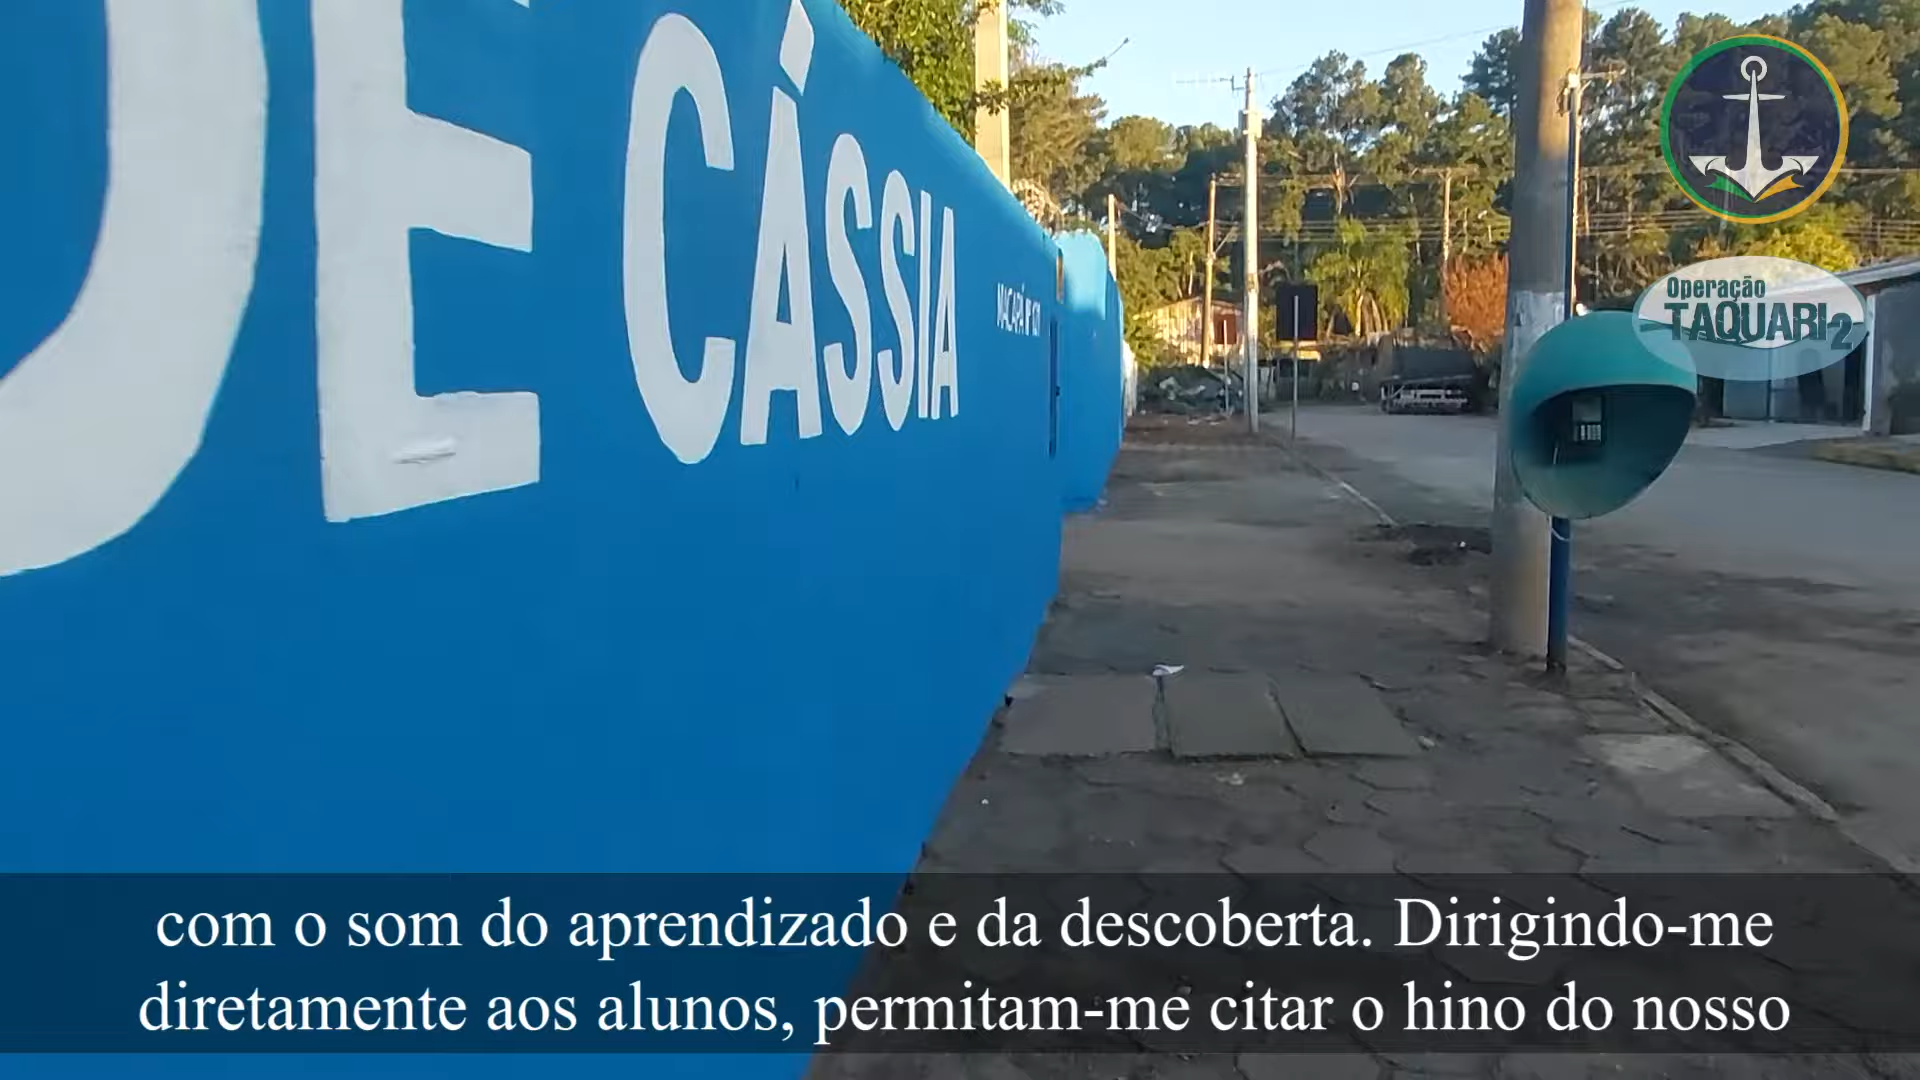 DE CÁSSIA
Operação
TAQUARI 2
com o som do aprendizado e da descoberta. Dirigindo-me
diretamente aos alunos, permitam-me citar o hino do nosso